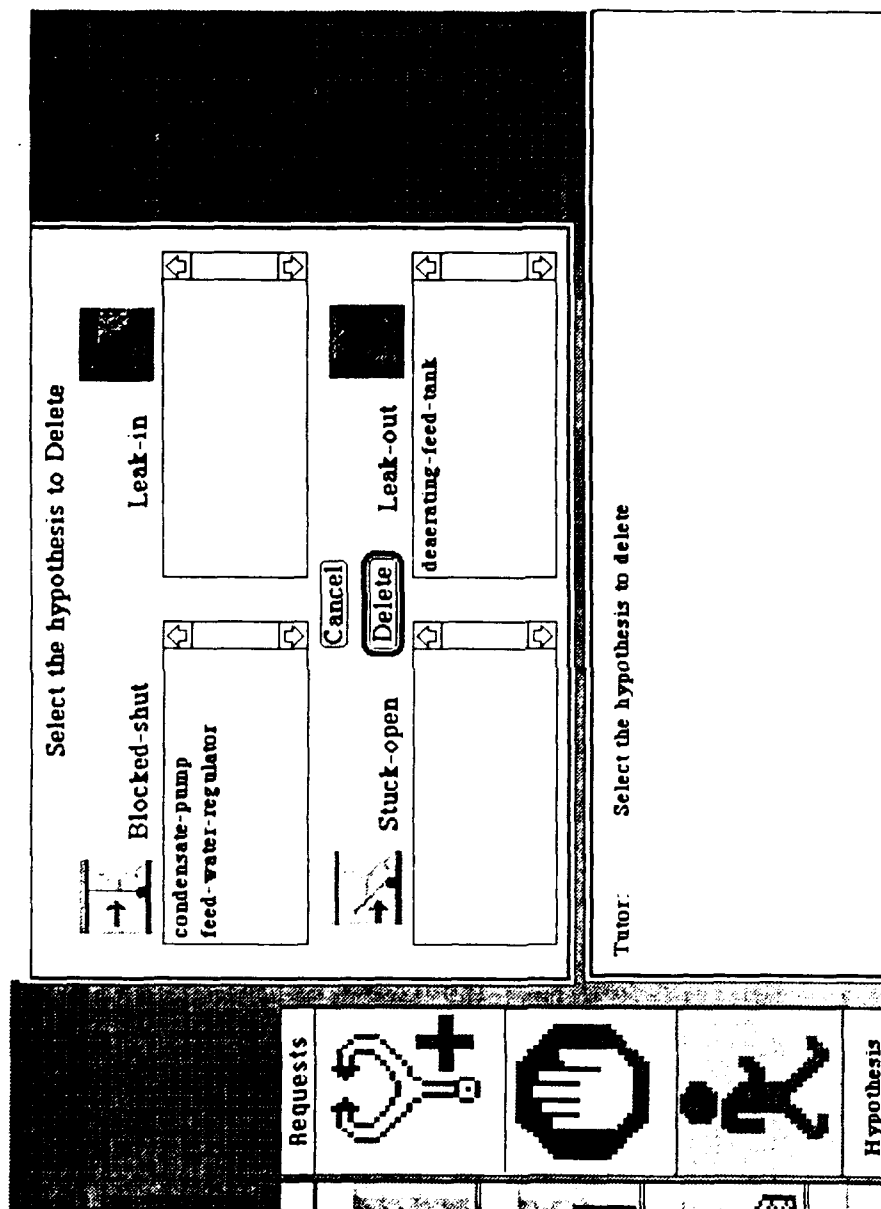 Select the hypothesis to Delete
Blocked-shut
Leak-in
condensate-pump
feed-water-regulator
Cancel
Delete
Stuck-open
Leak-out
deaerating-feed-tank
Tutor: Select the hypothesis to delete
Requests
Hypothesis